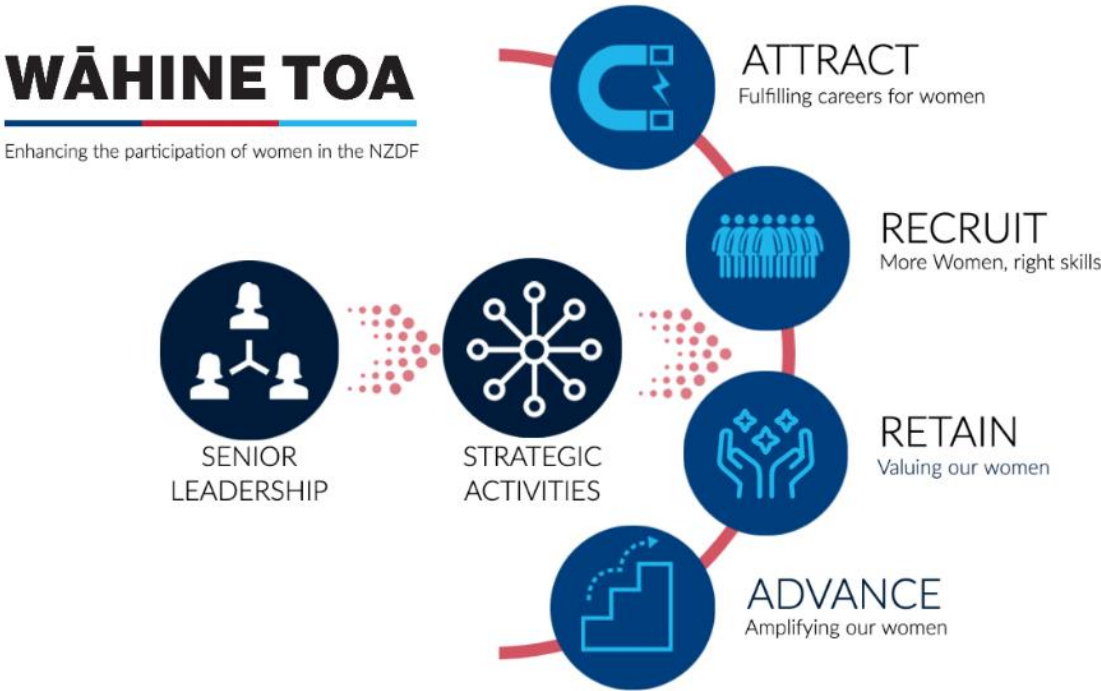 WĀHINE TOA
Enhancing the participation of women in the NZDF
ATTRACT
Fulfilling careers for women
RECRUIT
More Women, right skills
SENIOR
LEADERSHIP
STRATEGIC
ACTIVITIES
RETAIN
Valuing our women
ADVANCE
Amplifying our women